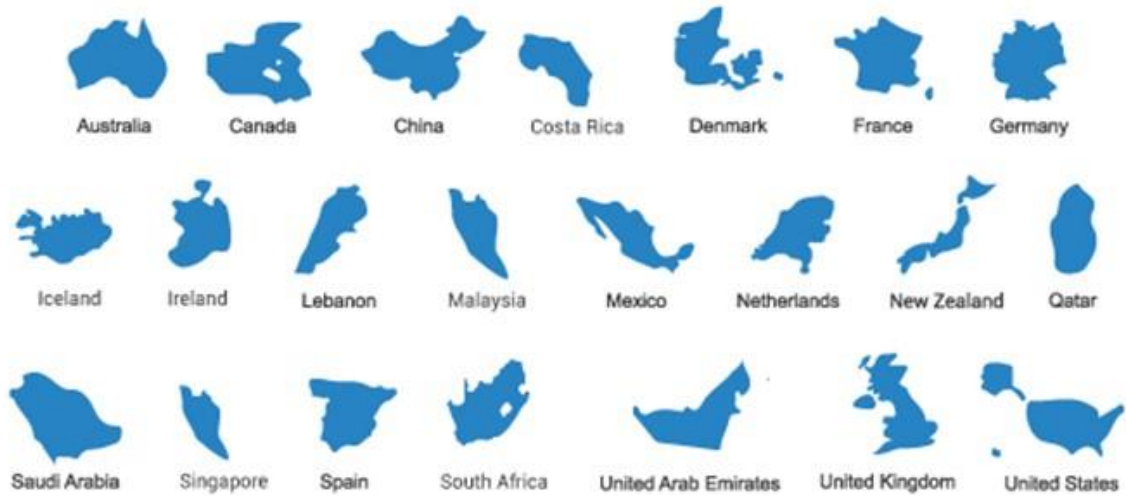 Australia Canada China Costa Rica Denmark France Germany
Iceland Ireland Lebanon Malaysia Mexico Netherlands New Zealand Qatar
Saudi Arabia Singapore Spain South Africa United Arab Emirates United Kingdom United States